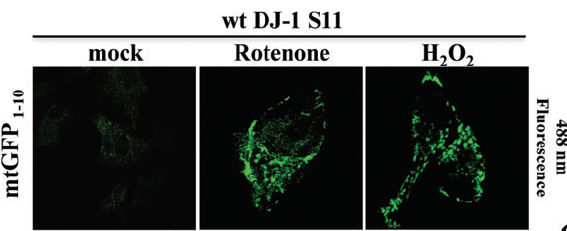 wt DJ-1 S11
mock Rotenone H₂O₂
mtGFP₁₋₁₀
488 nm
Fluorescence